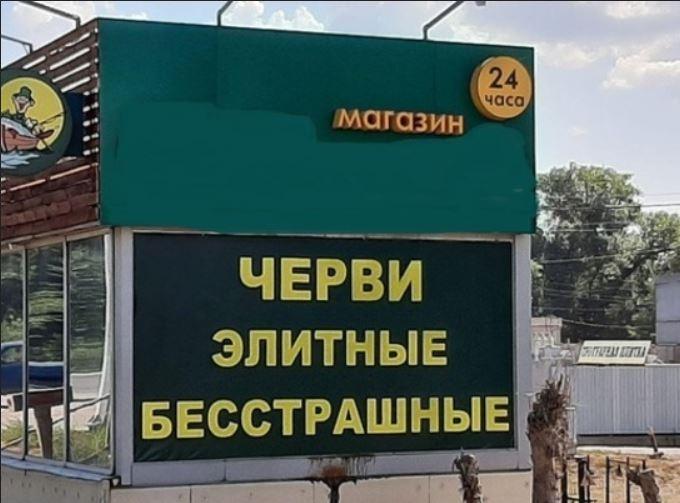 24
часа
магазин
ЧЕРВИ
ЭЛИТНЫЕ
БЕССТРАШНЫЕ